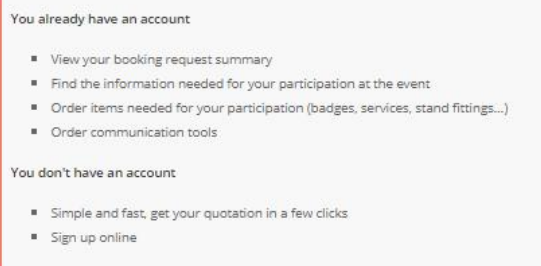 You already have an account
View your booking request summary
Find the information needed for your participation at the event
Order items needed for your participation (badges, services, stand fittings...)
Order communication tools
You don't have an account
Simple and fast, get your quotation in a few clicks
Sign up online